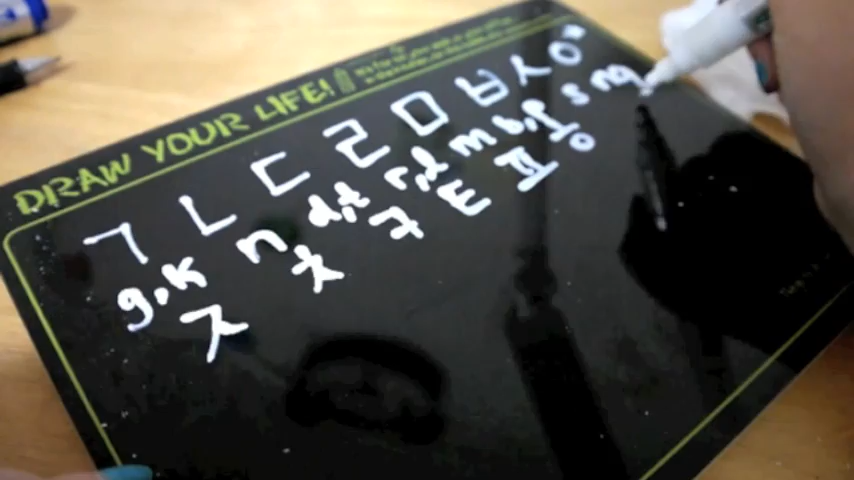 DRAW YOUR LIFE!
ㄱ ㄴ ㄷ ㄹ ㅁ ㅂ ㅅ ㅇ*
g,k n d,t r,l m b,p s ng
ㅈ ㅊ ㅋ ㅌ ㅍ ㅎ